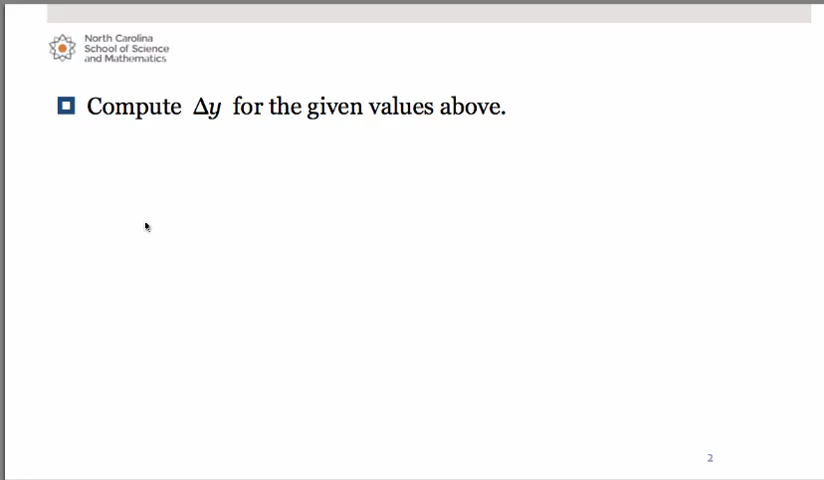 North Carolina
School of Science
and Mathematics
Compute Δy for the given values above.
2